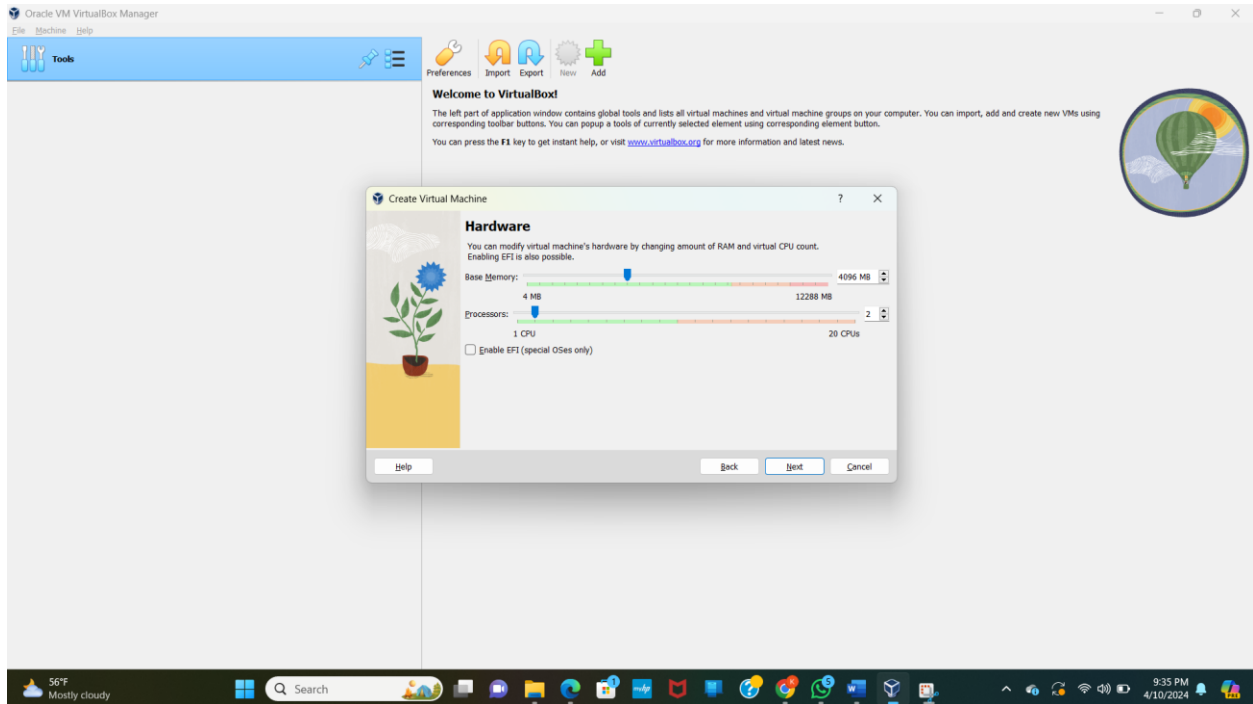 Oracle VM VirtualBox Manager
File Machine Help
Tools
Preferences Import Export New Add
Welcome to VirtualBox!
The left part of application window contains global tools and lists all virtual machines and virtual machine groups on your computer. You can import, add and create new VMs using
corresponding toolbar buttons. You can popup a tools of currently selected element using corresponding element button.
You can press the F1 key to get instant help, or visit www.virtualbox.org for more information and latest news.
Create Virtual Machine ?
Hardware
You can modify virtual machine's hardware by changing amount of RAM and virtual CPU count.
Enabling EFI is also possible.
Base Memory: 4096 MB
4 MB 12288 MB
Processors: 2
1 CPU 20 CPUs
Enable EFI (special OSes only)
Help Back Next Cancel
56°F
Mostly cloudy
Search
1
myhp
K
5
9:35 PM
4/10/2024